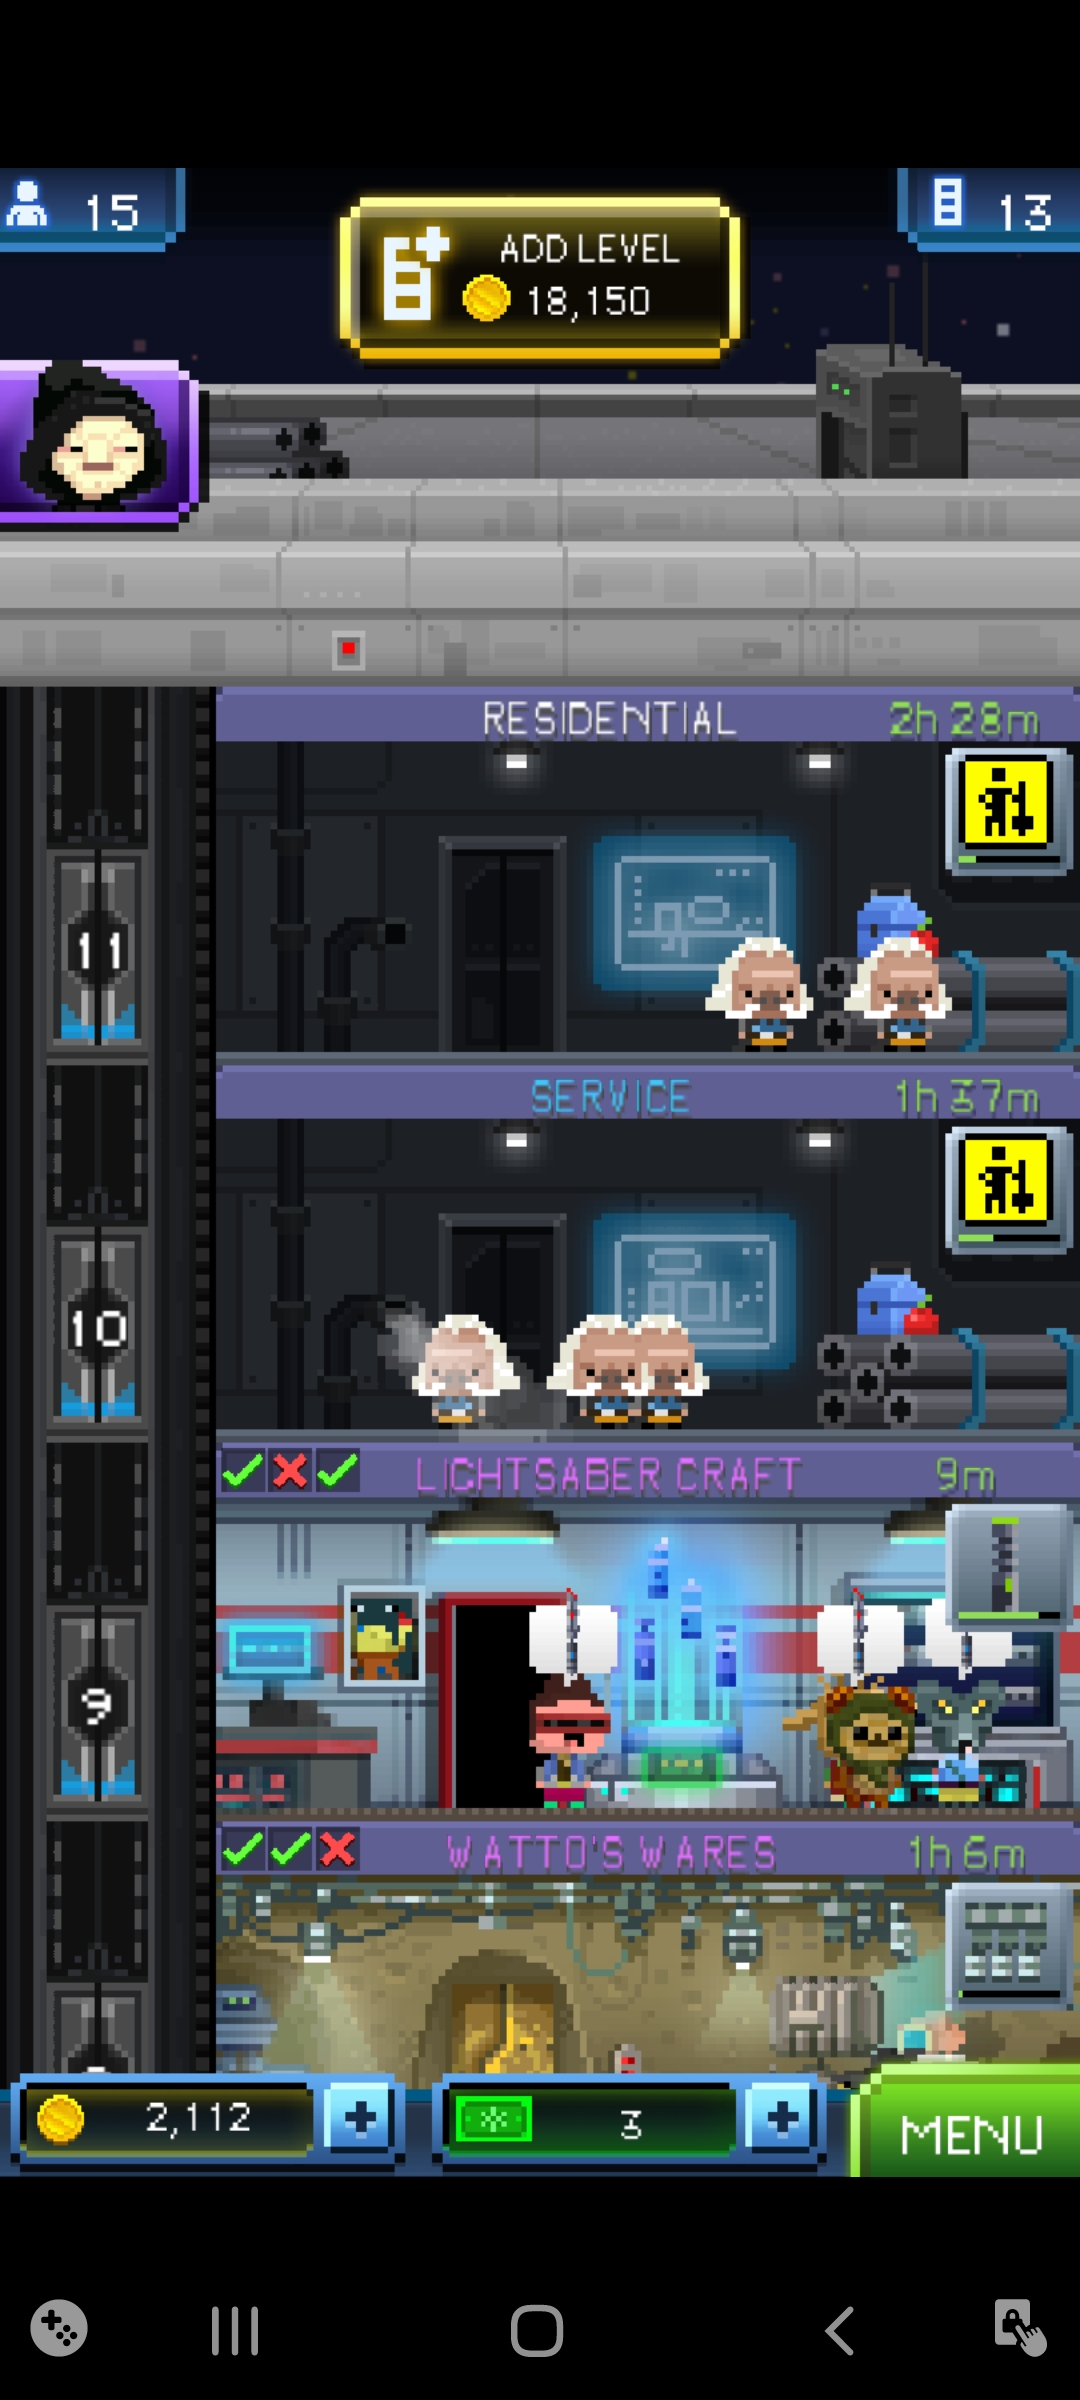 15
ADD LEVEL
18,150
13
RESIDENTIAL
2h 28m
11
SERVICE
1h 37m
10
LIGHTSABER CRAFT
9m
9
WATTO'S WARES
1h 6m
2,112
3
MENU